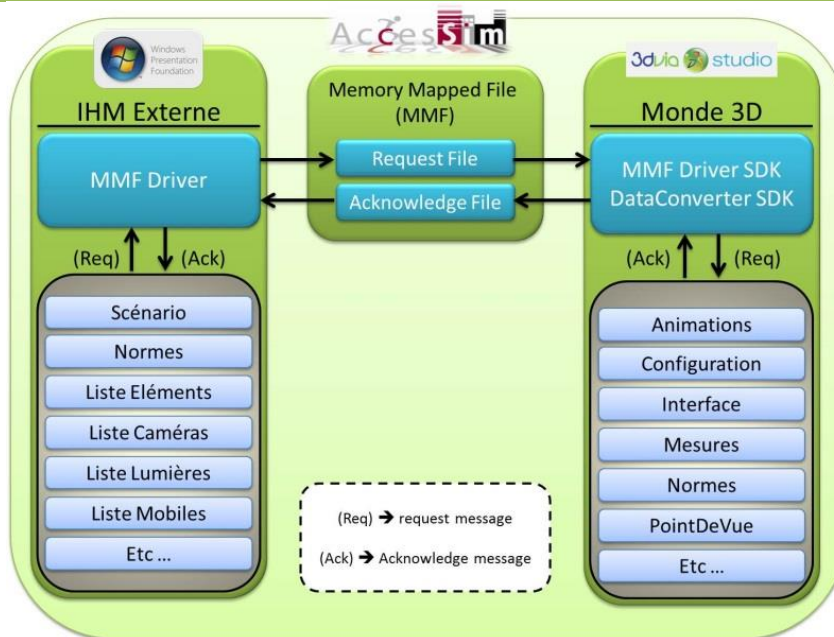 AccesSim
Windows
Presentation
Foundation
IHM Externe
MMF Driver
(Req)
(Ack)
Scénario
Normes
Liste Eléments
Liste Caméras
Liste Lumières
Liste Mobiles
Etc ...
Memory Mapped File
(MMF)
Request File
Acknowledge File
(Req) → request message
(Ack) → Acknowledge message
3dvia studio
Monde 3D
MMF Driver SDK
DataConverter SDK
(Ack)
(Req)
Animations
Configuration
Interface
Mesures
Normes
PointDeVue
Etc ...